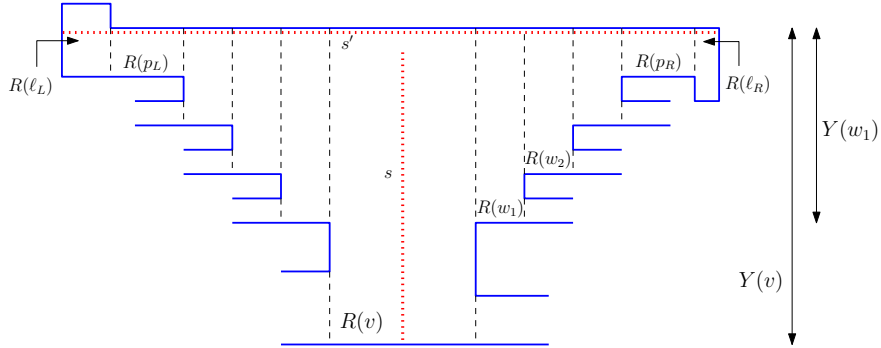 s′
R(p_L)
R(p_R)
R(ℓ_L)
R(ℓ_R)
Y(w_1)
R(w_2)
s
R(w_1)
Y(v)
R(v)